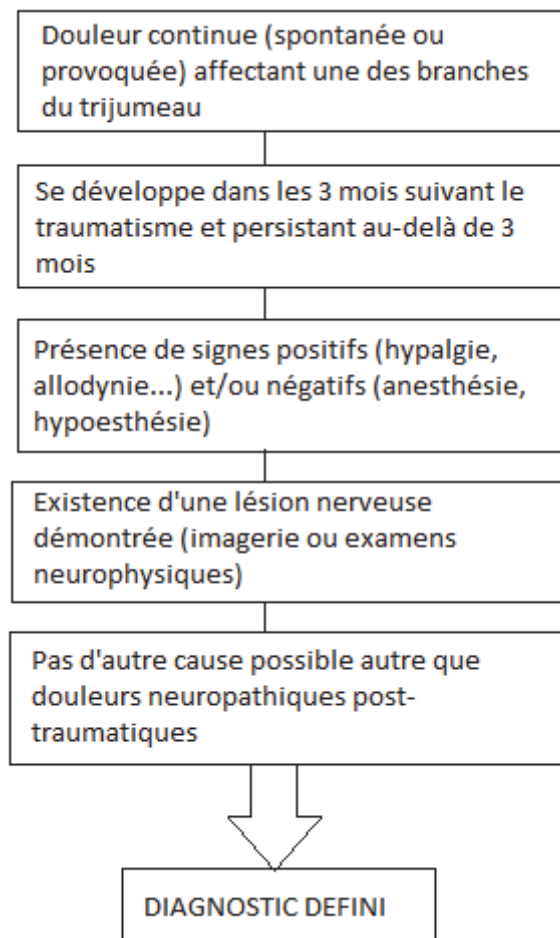 Douleur continue (spontanée ou
provoquée) affectant une des branches
du trijumeau
Se développe dans les 3 mois suivant le
traumatisme et persistant au-delà de 3
mois
Présence de signes positifs (hypalgie,
allodynie...) et/ou négatifs (anesthésie,
hypoesthésie)
Existence d'une lésion nerveuse
démontrée (imagerie ou examens
neurophysiques)
Pas d'autre cause possible autre que
douleurs neuropathiques post-
traumatiques
DIAGNOSTIC DEFINI